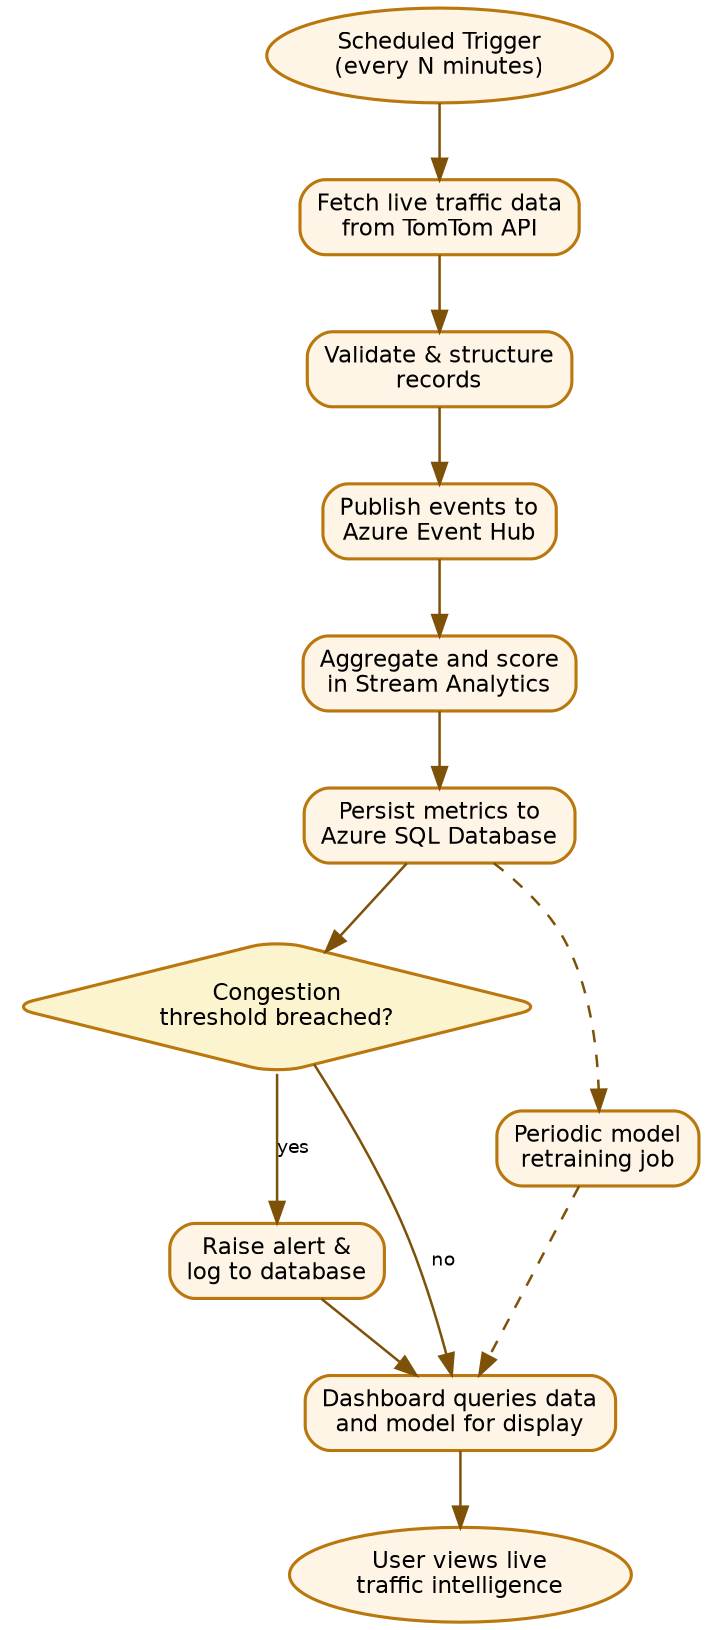 Scheduled Trigger
(every N minutes)
Fetch live traffic data
from TomTom API
Validate & structure
records
Publish events to
Azure Event Hub
Aggregate and score
in Stream Analytics
Persist metrics to
Azure SQL Database
Congestion
threshold breached?
Periodic model
retraining job
yes
Raise alert &
log to database
no
Dashboard queries data
and model for display
User views live
traffic intelligence